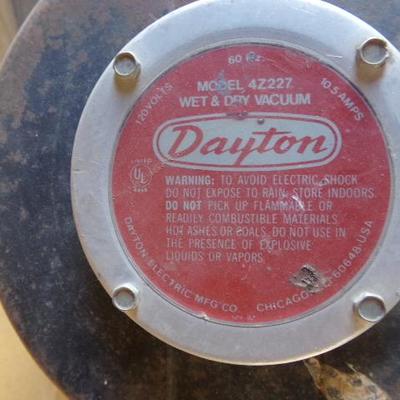 60 Hz.
MODEL 4Z227
120 VOLTS
10.5 AMPS
WET & DRY VACUUM
Dayton
LISTED
UL
WARNING: TO AVOID ELECTRIC SHOCK
DO NOT EXPOSE TO RAIN. STORE INDOORS.
DO NOT PICK UP FLAMMABLE OR
READILY COMBUSTIBLE MATERIALS,
HOT ASHES OR COALS. DO NOT USE IN
THE PRESENCE OF EXPLOSIVE
LIQUIDS OR VAPORS.
DAYTON ELECTRIC MFG CO CHICAGO 60648 USA